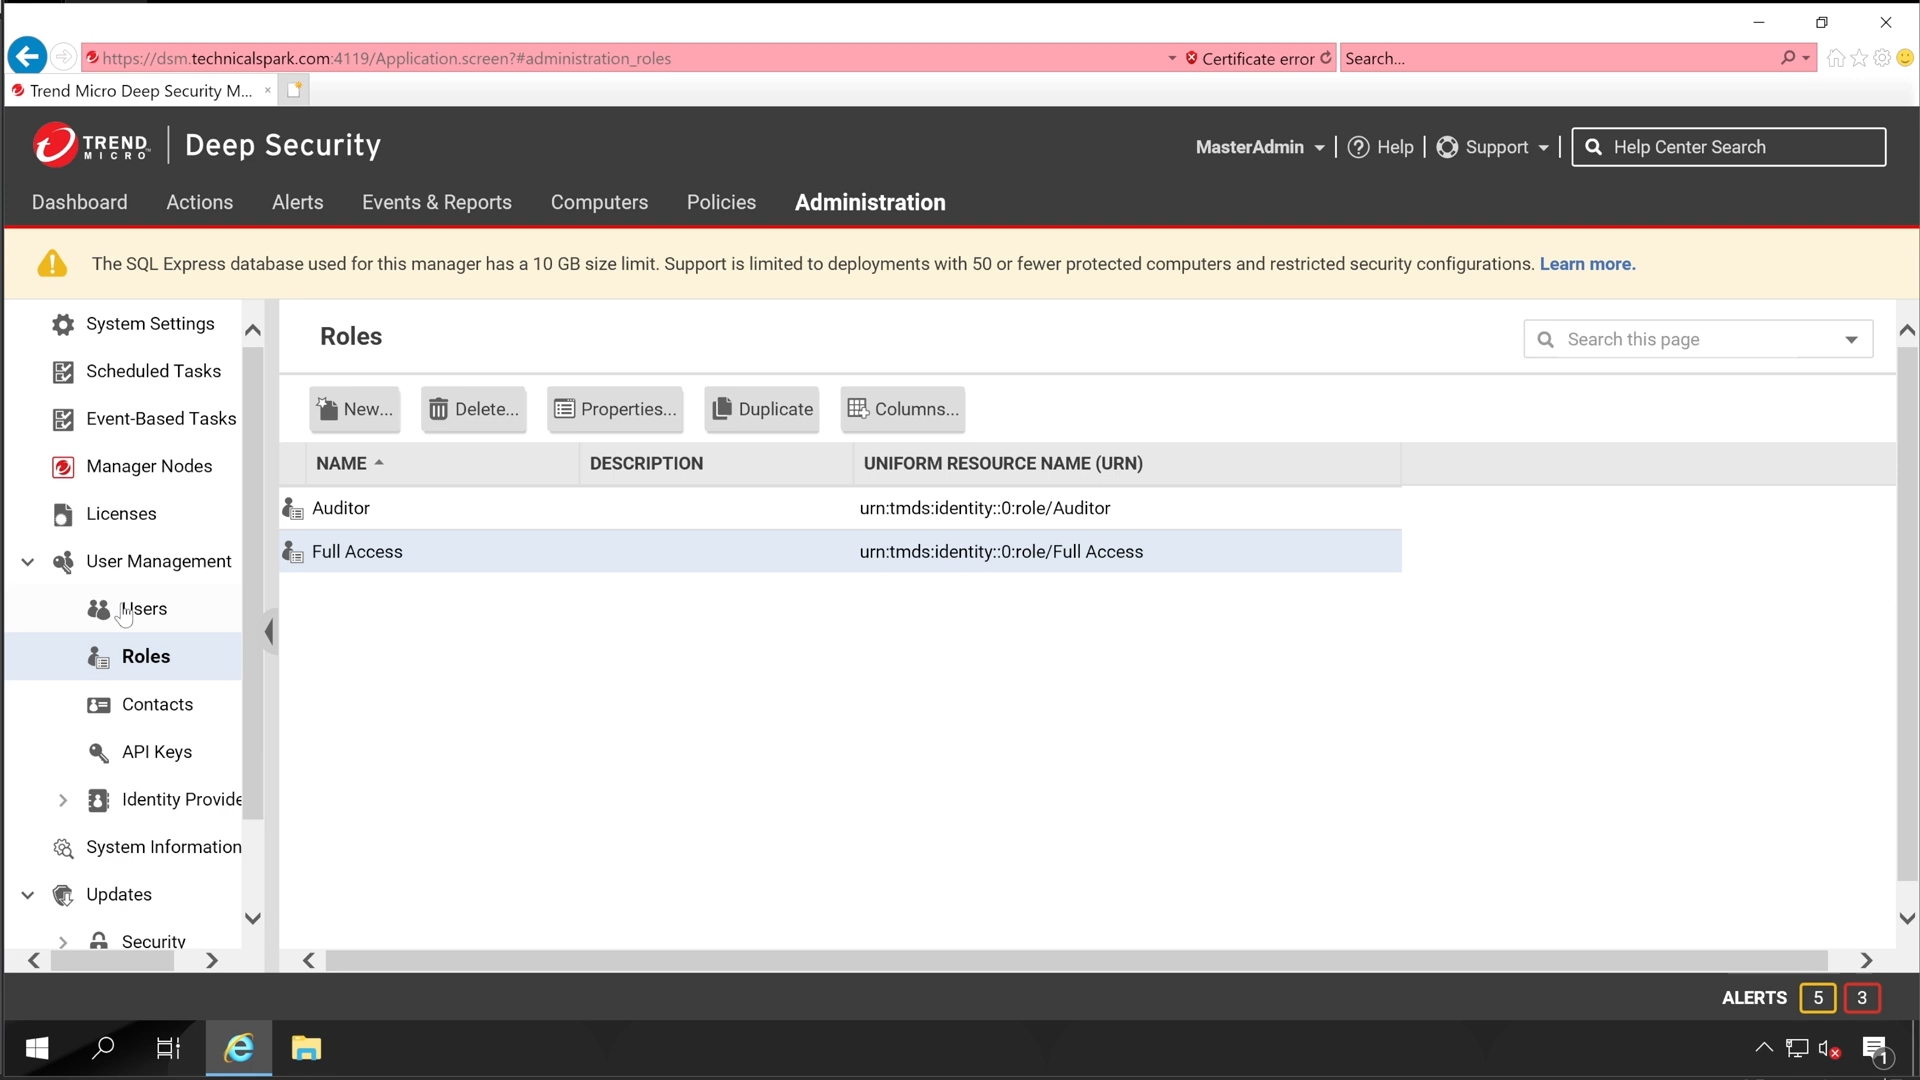 https://dsm.technicalspark.com:4119/Application.screen?#administration_roles
Certificate error
Search...
Trend Micro Deep Security M...
TREND MICRO
Deep Security
MasterAdmin
Help
Support
Help Center Search
Dashboard
Actions
Alerts
Events & Reports
Computers
Policies
Administration
The SQL Express database used for this manager has a 10 GB size limit. Support is limited to deployments with 50 or fewer protected computers and restricted security configurations. Learn more.
System Settings
Scheduled Tasks
Event-Based Tasks
Manager Nodes
Licenses
User Management
Users
Roles
Contacts
API Keys
Identity Provide
System Information
Updates
Security
Roles
Search this page
New...
Delete...
Properties...
Duplicate
Columns...
NAME
DESCRIPTION
UNIFORM RESOURCE NAME (URN)
Auditor
urn:tmds:identity::0:role/Auditor
Full Access
urn:tmds:identity::0:role/Full Access
ALERTS
5
3
1